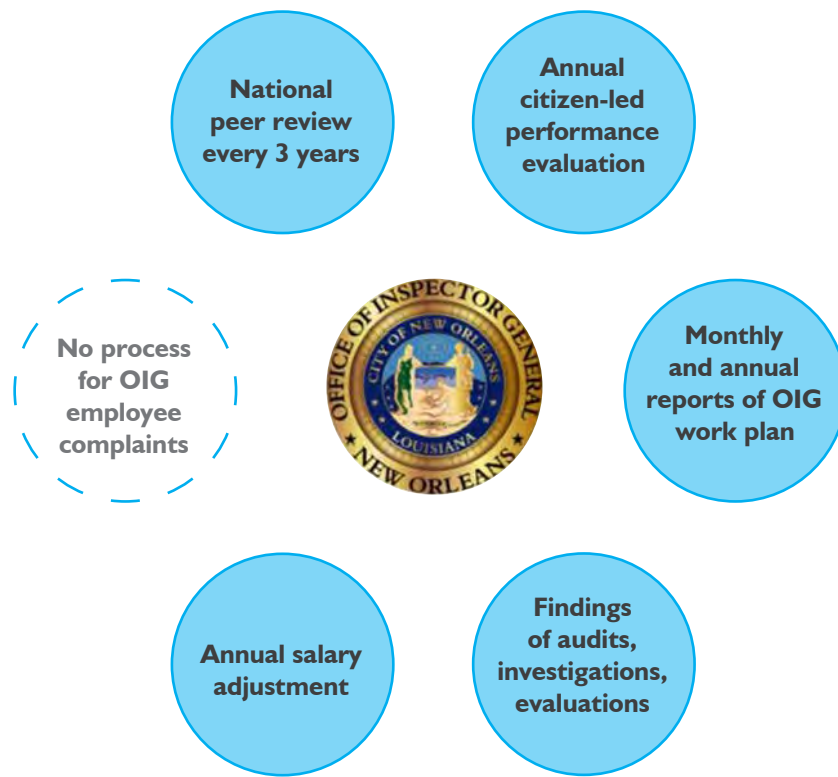 National
peer review
every 3 years
Annual
citizen-led
performance
evaluation
No process
for OIG
employee
complaints
OFFICE OF INSPECTOR GENERAL
CITY OF NEW ORLEANS
LOUISIANA
NEW ORLEANS
Monthly
and annual
reports of OIG
work plan
Annual salary
adjustment
Findings
of audits,
investigations,
evaluations